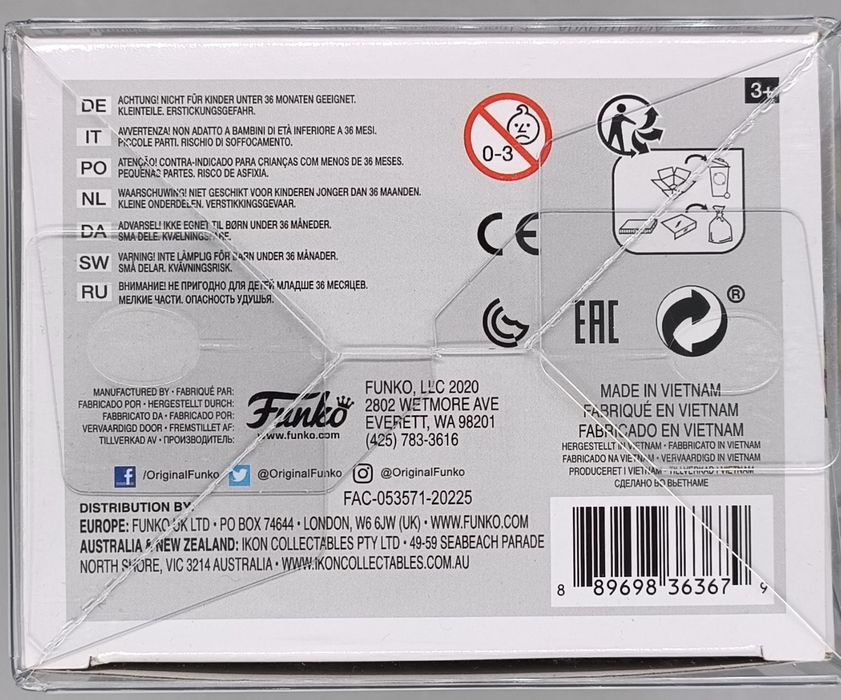 3+
DE ACHTUNG! NICHT FÜR KINDER UNTER 36 MONATEN GEEIGNET.
KLEINTEILE. ERSTICKUNGSGEFAHR.
IT AVVERTENZA! NON ADATTO A BAMBINI DI ETÀ INFERIORE A 36 MESI.
PICCOLE PARTI. RISCHIO DI SOFFOCAMENTO.
PO ATENÇÃO! CONTRA-INDICADO PARA CRIANÇAS COM MENOS DE 36 MESES.
PEQUENAS PARTES. RISCO DE ASFIXIA.
NL WAARSCHUWING! NIET GESCHIKT VOOR KINDEREN JONGER DAN 36 MAANDEN.
KLEINE ONDERDELEN. VERSTIKKINGSGEVAAR.
DA ADVARSEL! IKKE EGNET TIL BØRN UNDER 36 MÅNEDER.
SMÅ DELE. KVÆLNINGSFARE.
SW VARNING! INTE LÄMPLIG FÖR BARN UNDER 36 MÅNADER.
SMÅ DELAR. KVÄVNINGSRISK.
RU ВНИМАНИЕ! НЕ ПРИГОДНО ДЛЯ ДЕТЕЙ МЛАДШЕ 36 МЕСЯЦЕВ.
МЕЛКИЕ ЧАСТИ. ОПАСНОСТЬ УДУШЬЯ.
0-3
CE
EAC
®
MANUFACTURED BY • FABRIQUÉ PAR:
FABRICADO POR • HERGESTELLT DURCH:
FABBRICATO DA • FABRICADO POR:
VERVAARDIGD DOOR • FREMSTILLET AF:
TILLVERKAD AV • ПРОИЗВОДИТЕЛЬ:
Funko
www.funko.com
FUNKO, LLC 2020
2802 WETMORE AVE
EVERETT, WA 98201
(425) 783-3616
/OriginalFunko @OriginalFunko @OriginalFunko
FAC-053571-20225
DISTRIBUTION BY:
EUROPE: FUNKO UK LTD • PO BOX 74644 • LONDON, W6 6JW (UK) • WWW.FUNKO.COM
AUSTRALIA & NEW ZEALAND: IKON COLLECTABLES PTY LTD • 49-59 SEABEACH PARADE
NORTH SHORE, VIC 3214 AUSTRALIA • WWW.IKONCOLLECTABLES.COM.AU
MADE IN VIETNAM
FABRIQUÉ EN VIETNAM
FABRICADO EN VIETNAM
HERGESTELLT IN VIETNAM • FABBRICATO IN VIETNAM
FABRICADO NA VIETNAM • VERVAARDIGD IN VIETNAM
PRODUCERET I VIETNAM • TILLVERKAD I VIETNAM
СДЕЛАНО ВО ВЬЕТНАМЕ
8 89698 36367 9